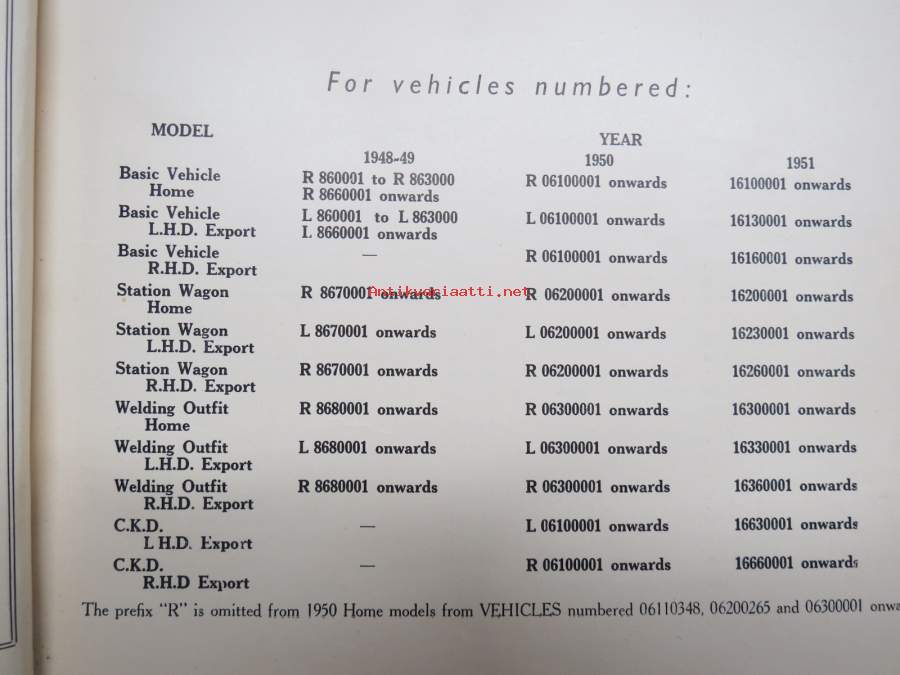 For vehicles numbered:
MODEL YEAR
1948-49 1950 1951
Basic Vehicle R 860001 to R 863000 R 06100001 onwards 16100001 onwards
Home R 8660001 onwards
Basic Vehicle L 860001 to L 863000 L 06100001 onwards 16130001 onwards
L.H.D. Export L 8660001 onwards
Basic Vehicle — R 06100001 onwards 16160001 onwards
R.H.D. Export
Station Wagon R 8670001 onwards R 06200001 onwards 16200001 onwards
Antikvariaatti.net
Home
Station Wagon L 8670001 onwards L 06200001 onwards 16230001 onwards
L.H.D. Export
Station Wagon R 8670001 onwards R 06200001 onwards 16260001 onwards
R.H.D. Export
Welding Outfit R 8680001 onwards R 06300001 onwards 16300001 onwards
Home
Welding Outfit L 8680001 onwards L 06300001 onwards 16330001 onwards
L.H.D. Export
Welding Outfit R 8680001 onwards R 06300001 onwards 16360001 onwards
R.H.D. Export
C.K.D. — L 06100001 onwards 16630001 onwards
L H.D. Export
C.K.D. — R 06100001 onwards 16660001 onwards
R.H.D Export
The prefix "R" is omitted from 1950 Home models from VEHICLES numbered 06110348, 06200265 and 06300001 onwa